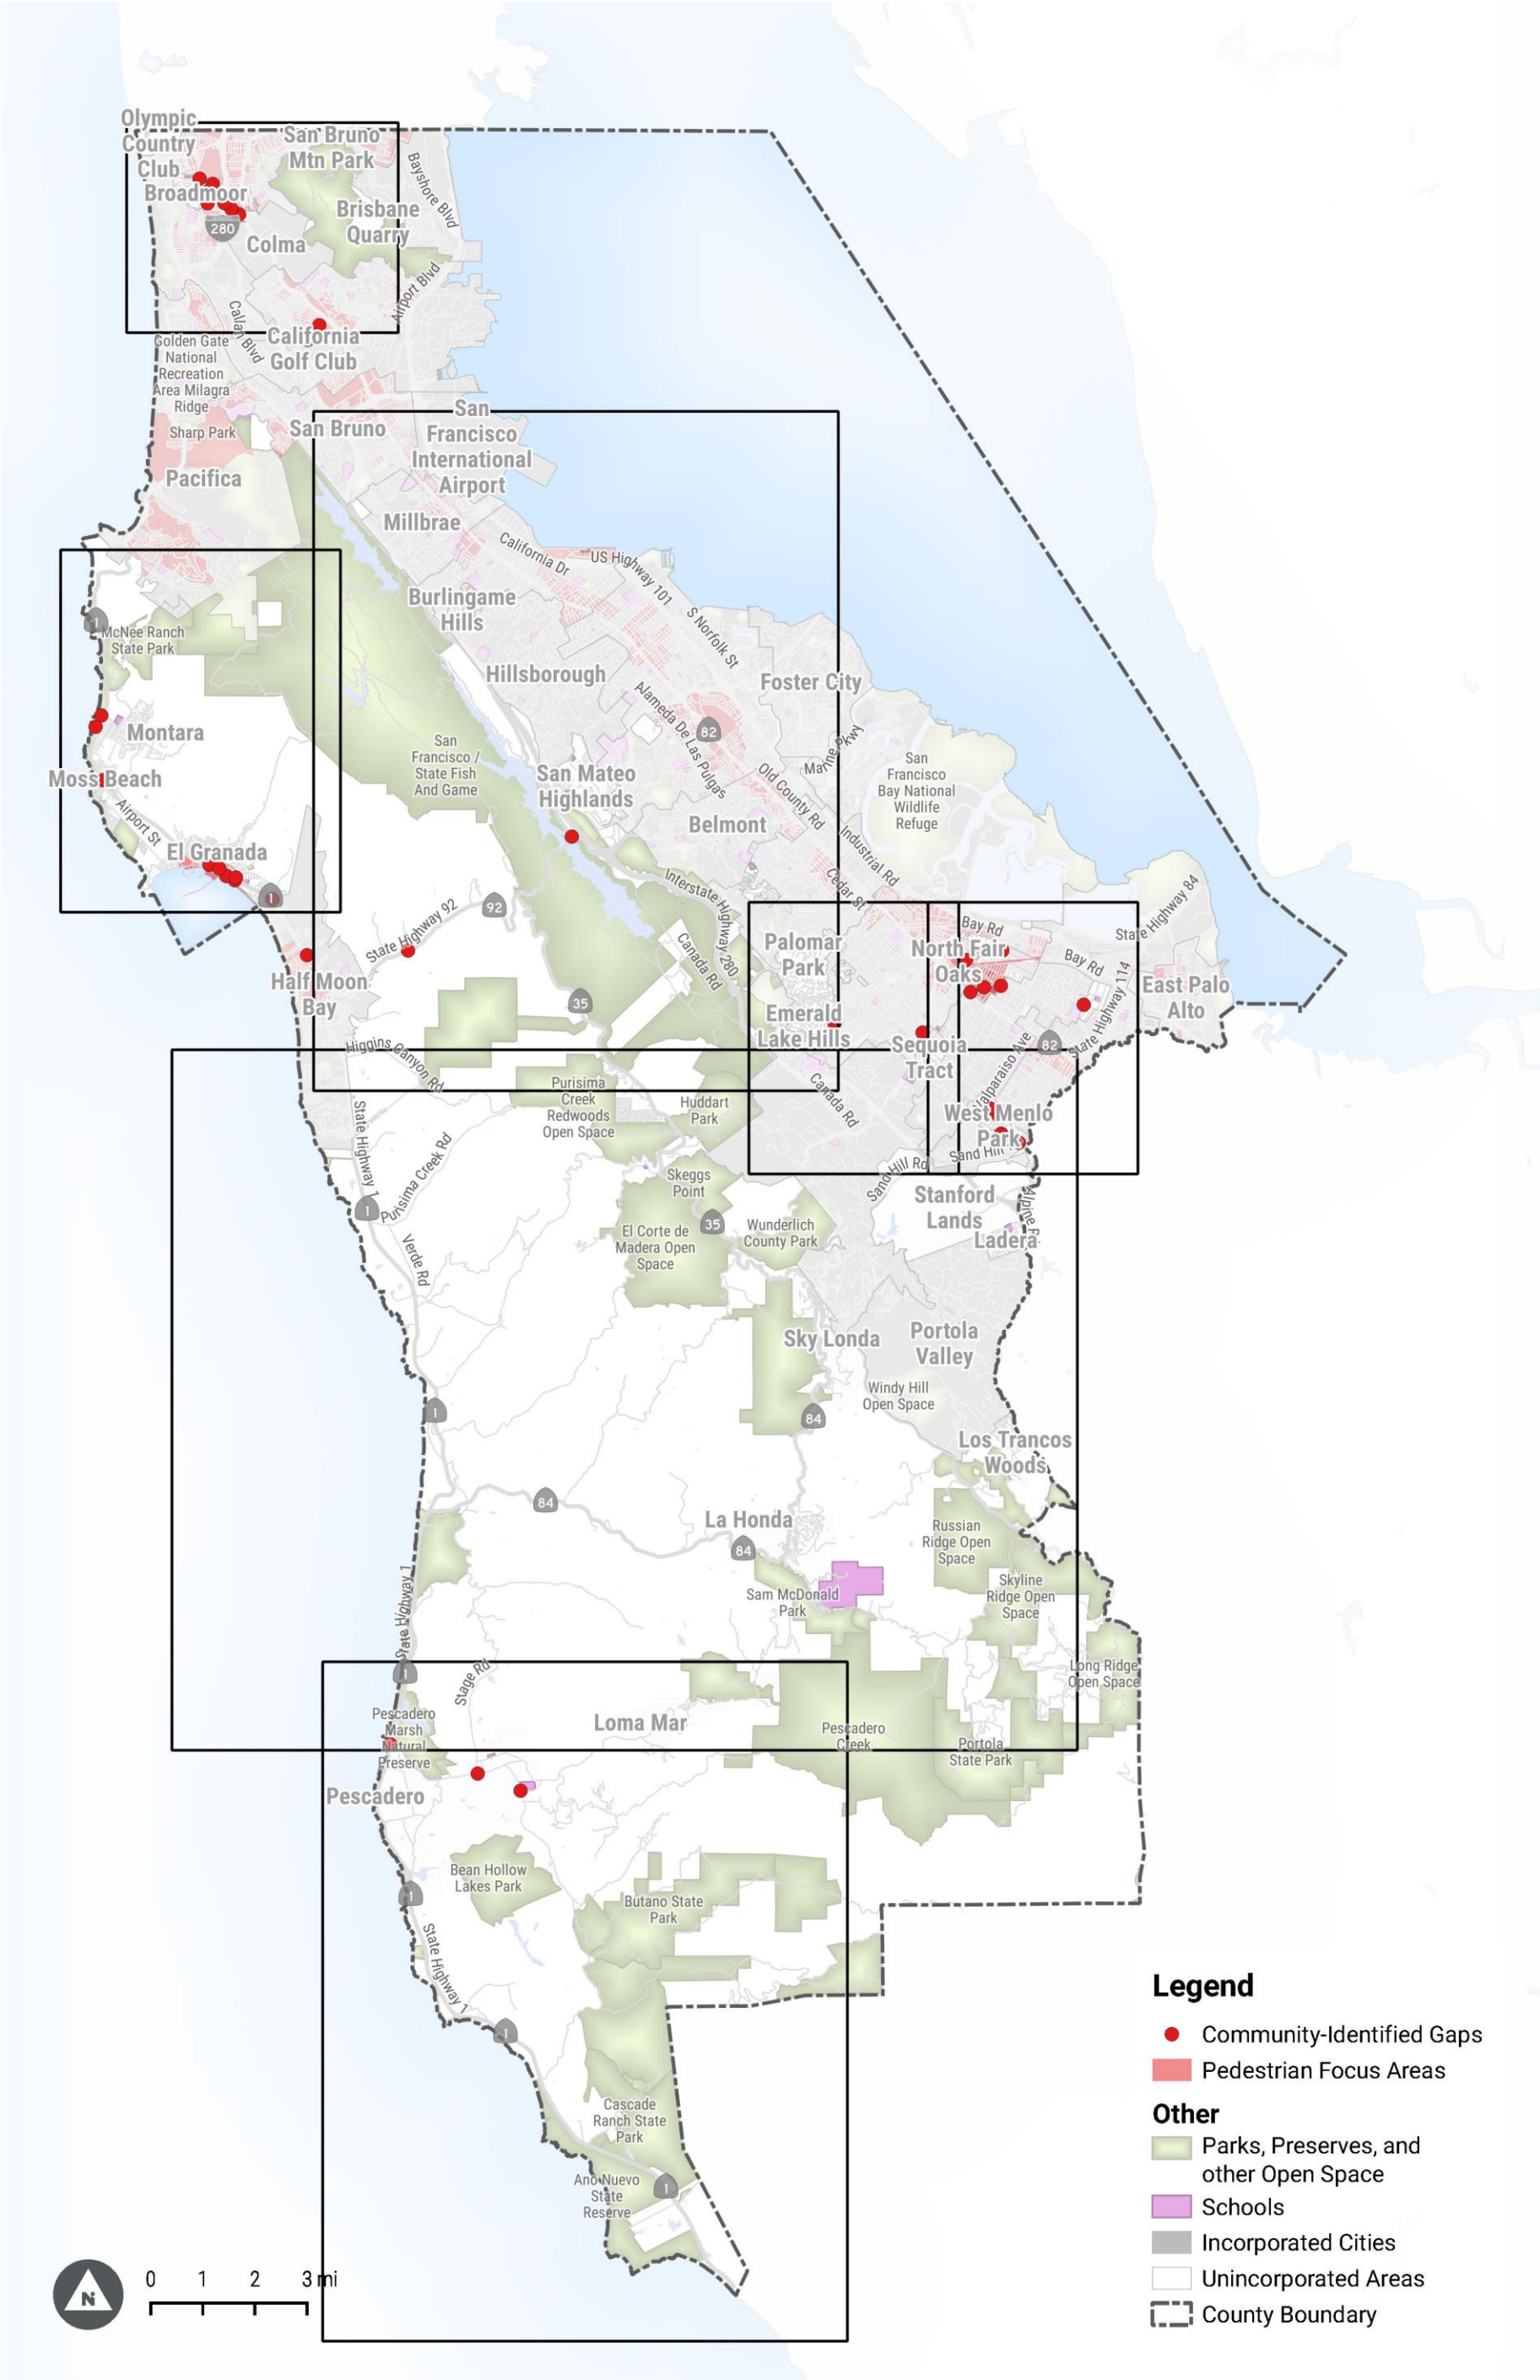 Olympic
Country
Club
San Bruno
Mtn Park
Bayshore Blvd
Broadmoor
280
Brisbane
Quarry
Colma
Airport Blvd
Callan Blvd
California
Golf Club
Golden Gate
National
Recreation
Area Milagra
Ridge
Sharp Park
San Bruno
San
Francisco
International
Airport
Pacifica
Millbrae
California Dr
US Highway 101
Burlingame
Hills
S Norfolk St
1
McNee Ranch
State Park
Hillsborough
Foster City
Alameda De Las Pulgas
82
Montara
San
Francisco /
State Fish
And Game
Marine Pkwy
San
Francisco
Bay National
Wildlife
Refuge
Moss Beach
San Mateo
Highlands
Old County Rd
Airport St
Belmont
Industrial Rd
El Granada
Cedar St
Interstate Highway 280
1
92
State Highway 92
State Highway 84
Canada Rd
Palomar
Park
Bay Rd
North Fair
Oaks
Bay Rd
Half Moon
Bay
35
East Palo
Alto
State Highway 114
Emerald
Lake Hills
Sequoia
Tract
82
Higgins Canyon Rd
Valparaiso Ave
Purisima
Creek
Redwoods
Open Space
Huddart
Park
Canada Rd
West Menlo
Park
State Highway 1
Purisima Creek Rd
Sand Hill Rd
Sand Hill
Skeggs
Point
Stanford
Lands
Alpine R
1
35
El Corte de
Madera Open
Space
Wunderlich
County Park
Ladera
Verde Rd
Sky Londa
Portola
Valley
Windy Hill
Open Space
1
84
Los Trancos
Woods
84
La Honda
84
Russian
Ridge Open
Space
State Highway 1
Sam McDonald
Park
Skyline
Ridge Open
Space
1
Stage Rd
Long Ridge
Open Space
Pescadero
Marsh
Natural
Preserve
Loma Mar
Pescadero
Creek
Portola
State Park
Pescadero
Bean Hollow
Lakes Park
1
Butano State
Park
State Highway 1
1
Cascade
Ranch State
Park
Ano Nuevo
State
Reserve
1
Legend
Community-Identified Gaps
Pedestrian Focus Areas
Other
Parks, Preserves, and
other Open Space
Schools
Incorporated Cities
Unincorporated Areas
County Boundary
N
0 1 2 3 mi